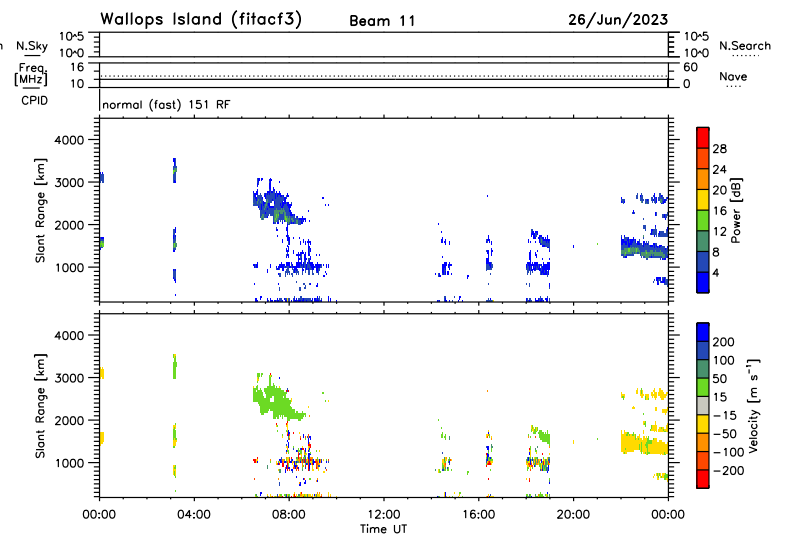 Wallops Island (fitacf3) Beam 11 26/Jun/2023
n N.Sky 10^5 10^5 N.Search
10^0 10^0
Freq. 16 60
[MHz] 10 0 Nave
CPID normal (fast) 151 RF
Slant Range [km]
4000
3000
2000
1000
28
24
20
16
12
8
4
Power [dB]
Slant Range [km]
4000
3000
2000
1000
200
100
50
15
-15
-50
-100
-200
Velocity [m s⁻¹]
00:00 04:00 08:00 12:00 16:00 20:00 00:00
Time UT